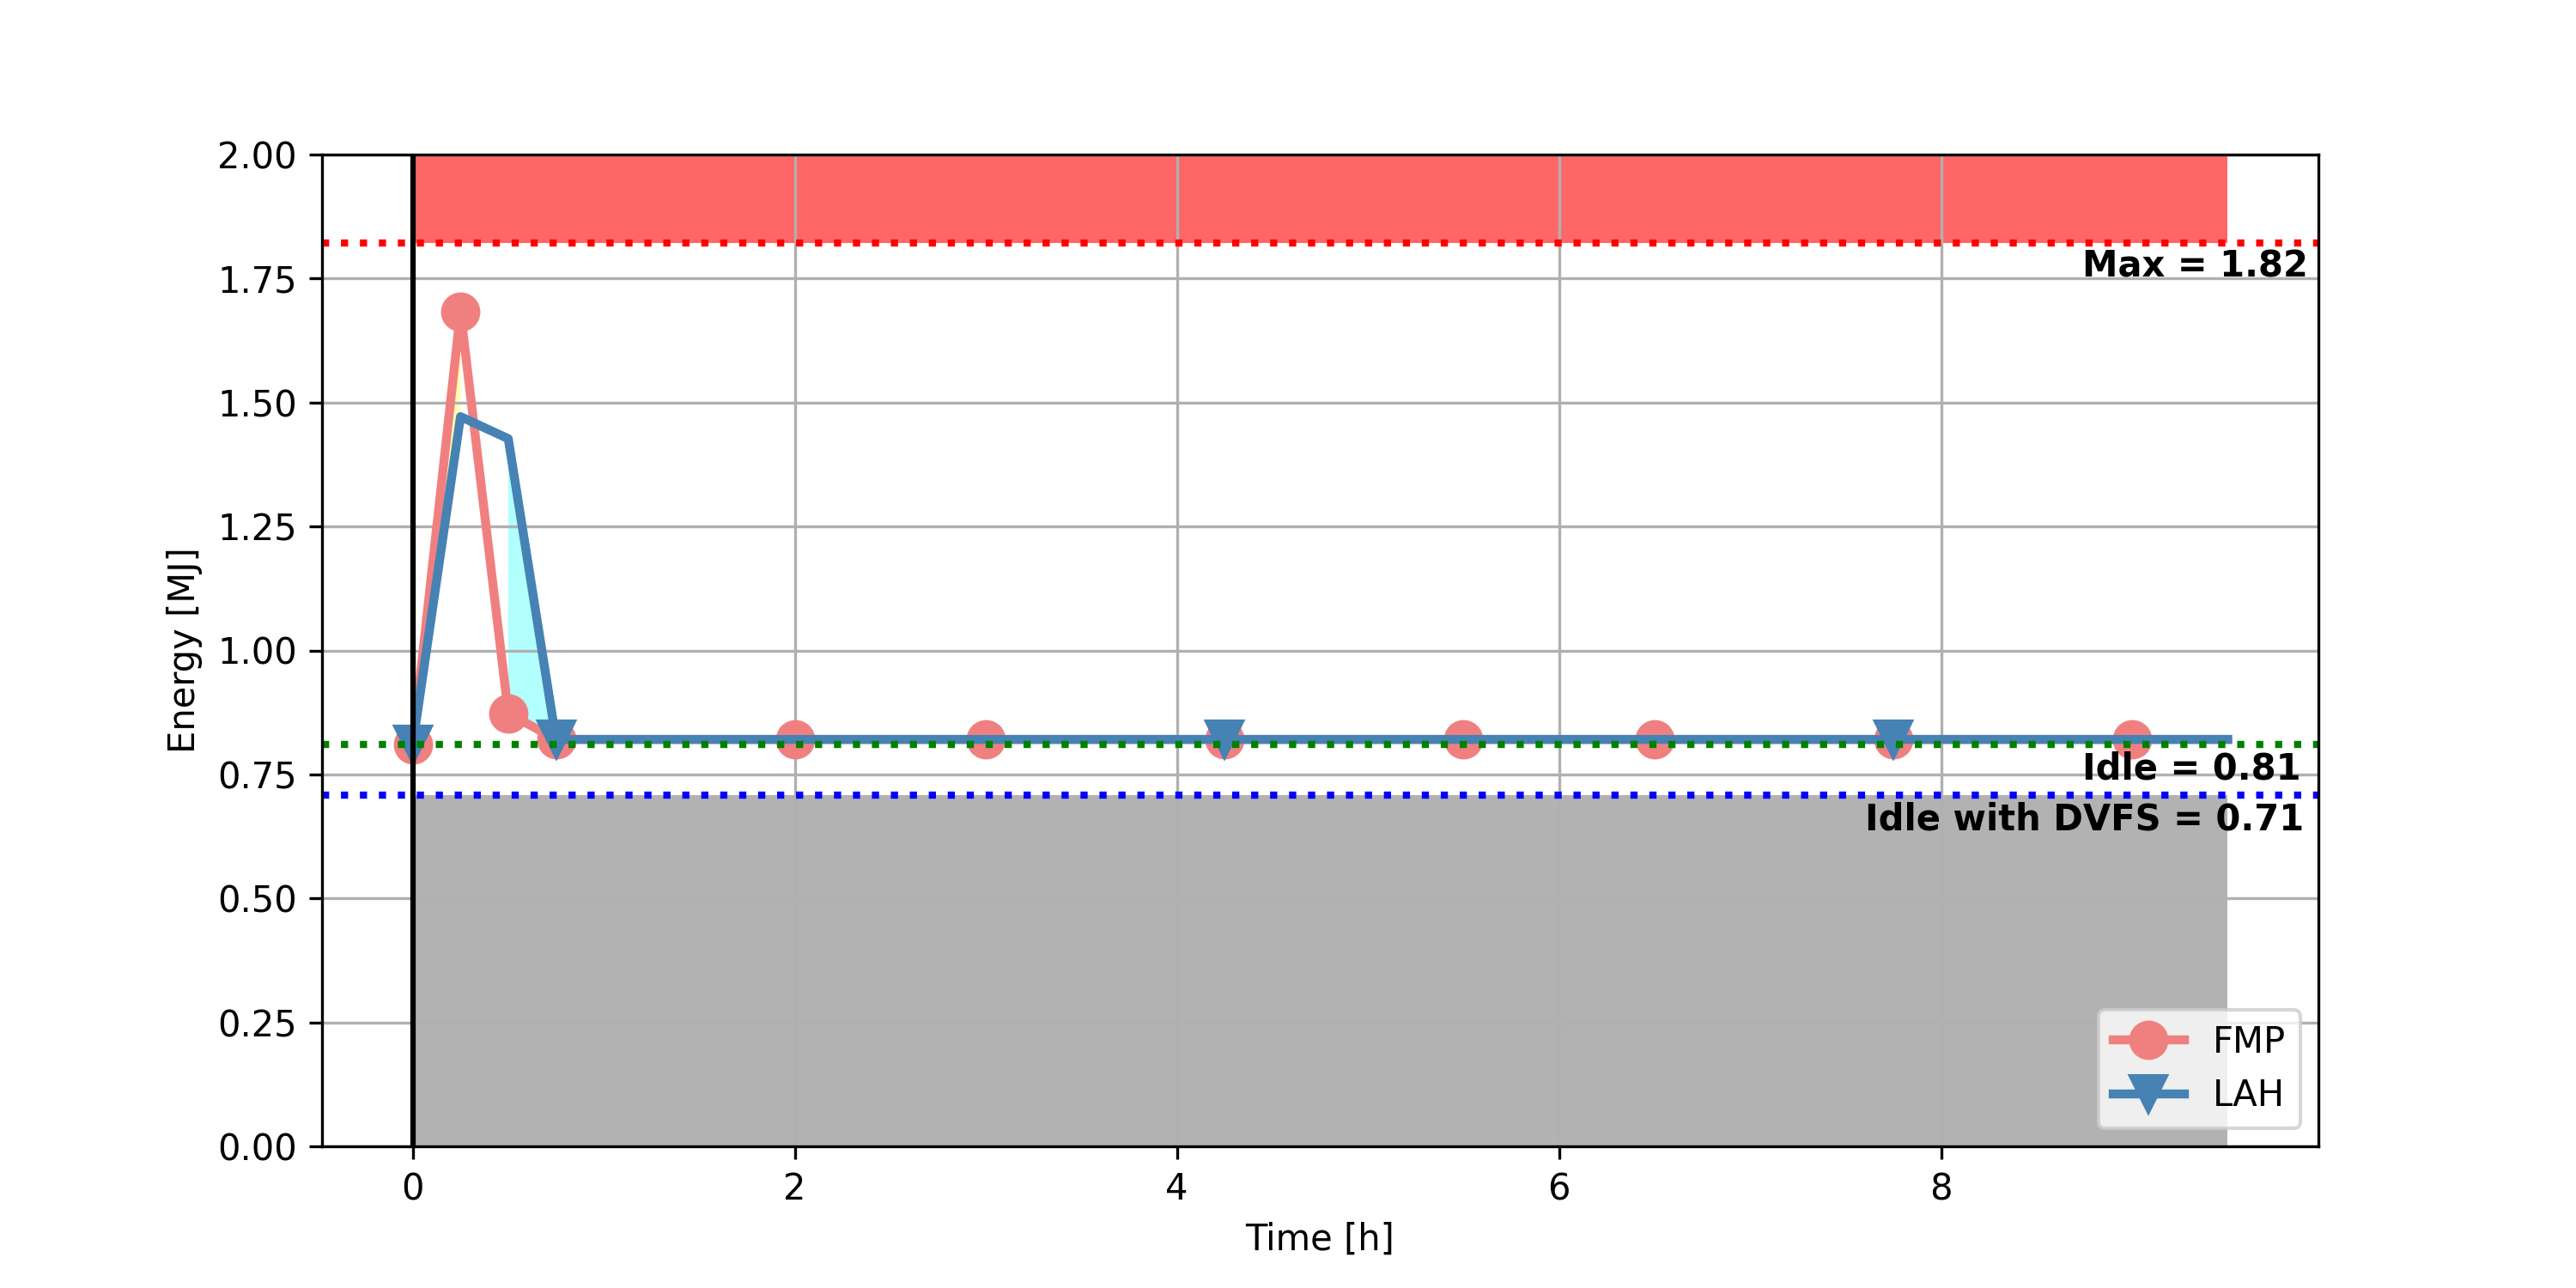 2.00
1.75
1.50
1.25
1.00
0.75
0.50
0.25
0.00
Energy [MJ]
Max = 1.82
Idle = 0.81
Idle with DVFS = 0.71
FMP
LAH
0 2 4 6 8
Time [h]